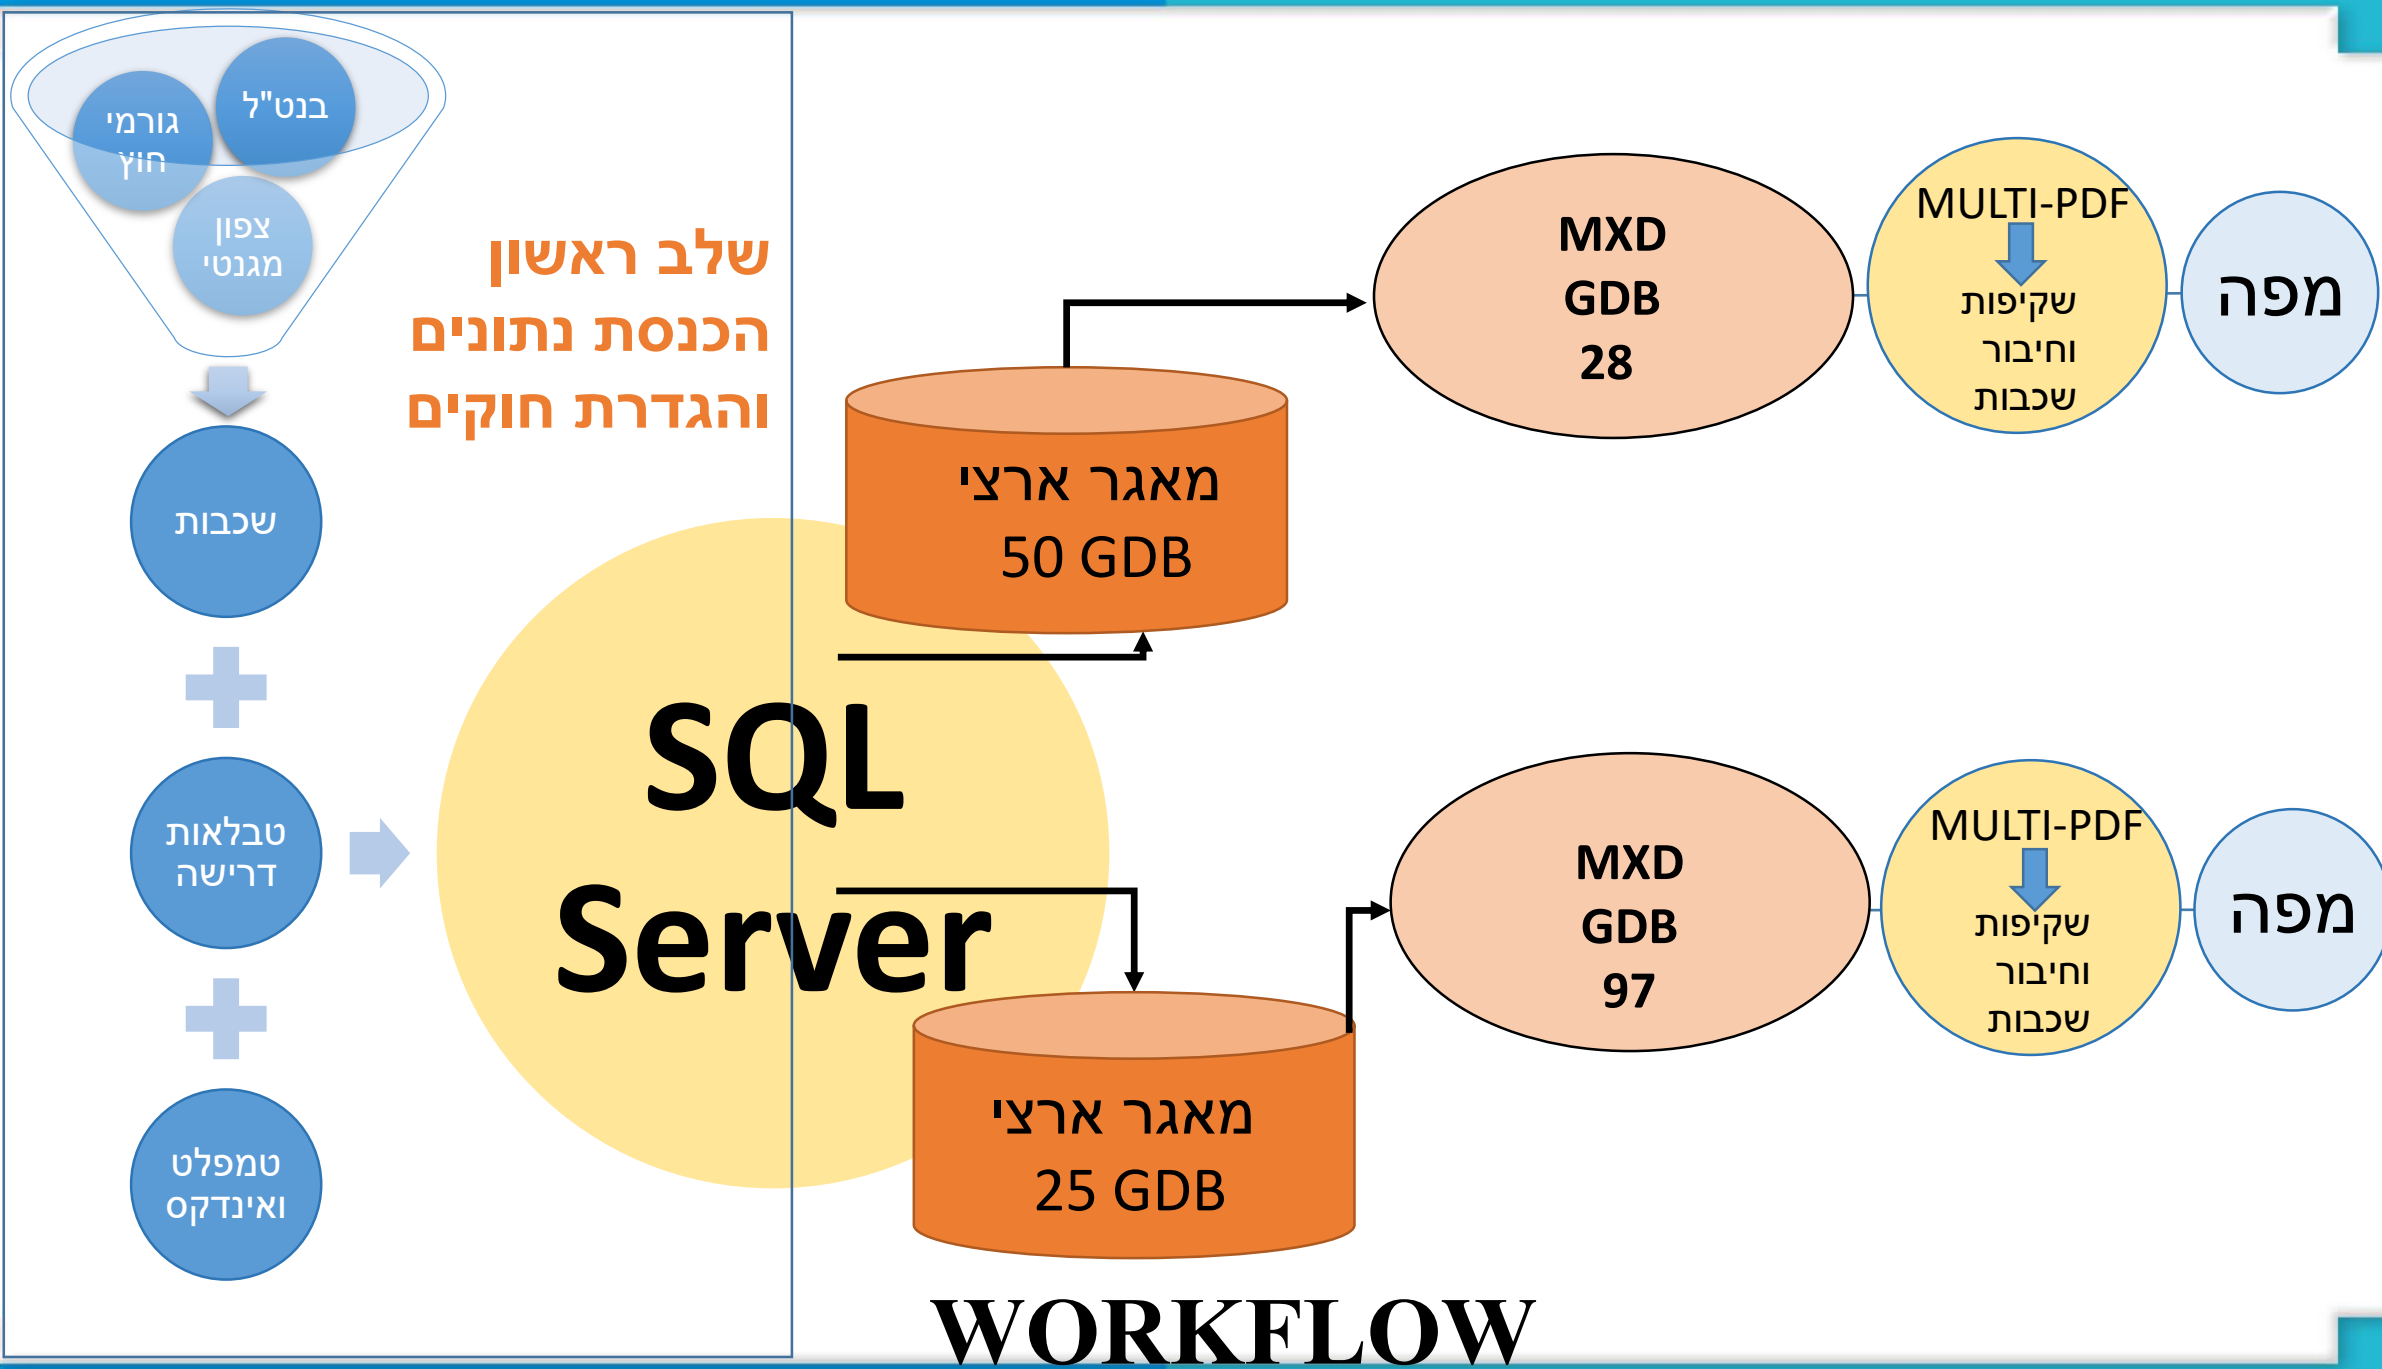 בנט"ל
גורמי
חוץ
צפון
מגנטי
שכבות
טבלאות
דרישה
טמפלט
ואינדקס
שלב ראשון
הכנסת נתונים
והגדרת חוקים
SQL
Server
מאגר ארצי
50 GDB
MXD
GDB
28
MULTI-PDF
שקיפות
וחיבור
שכבות
מפה
מאגר ארצי
25 GDB
MXD
GDB
97
MULTI-PDF
שקיפות
וחיבור
שכבות
מפה
WORKFLOW